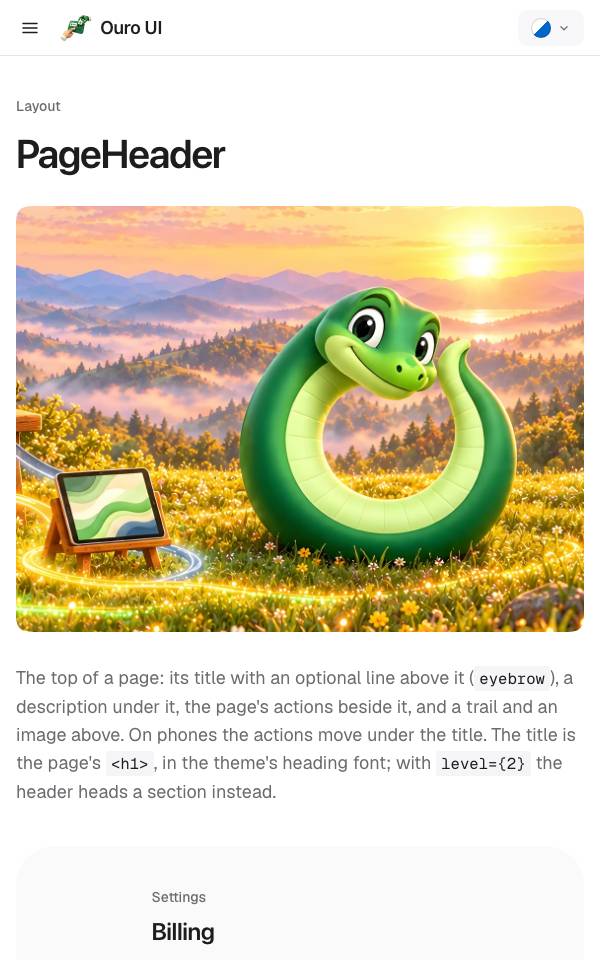 Ouro UI
Layout
PageHeader
The top of a page: its title with an optional line above it (eyebrow), a
description under it, the page's actions beside it, and a trail and an
image above. On phones the actions move under the title. The title is
the page's <h1>, in the theme's heading font; with level={2} the
header heads a section instead.
Settings
Billing